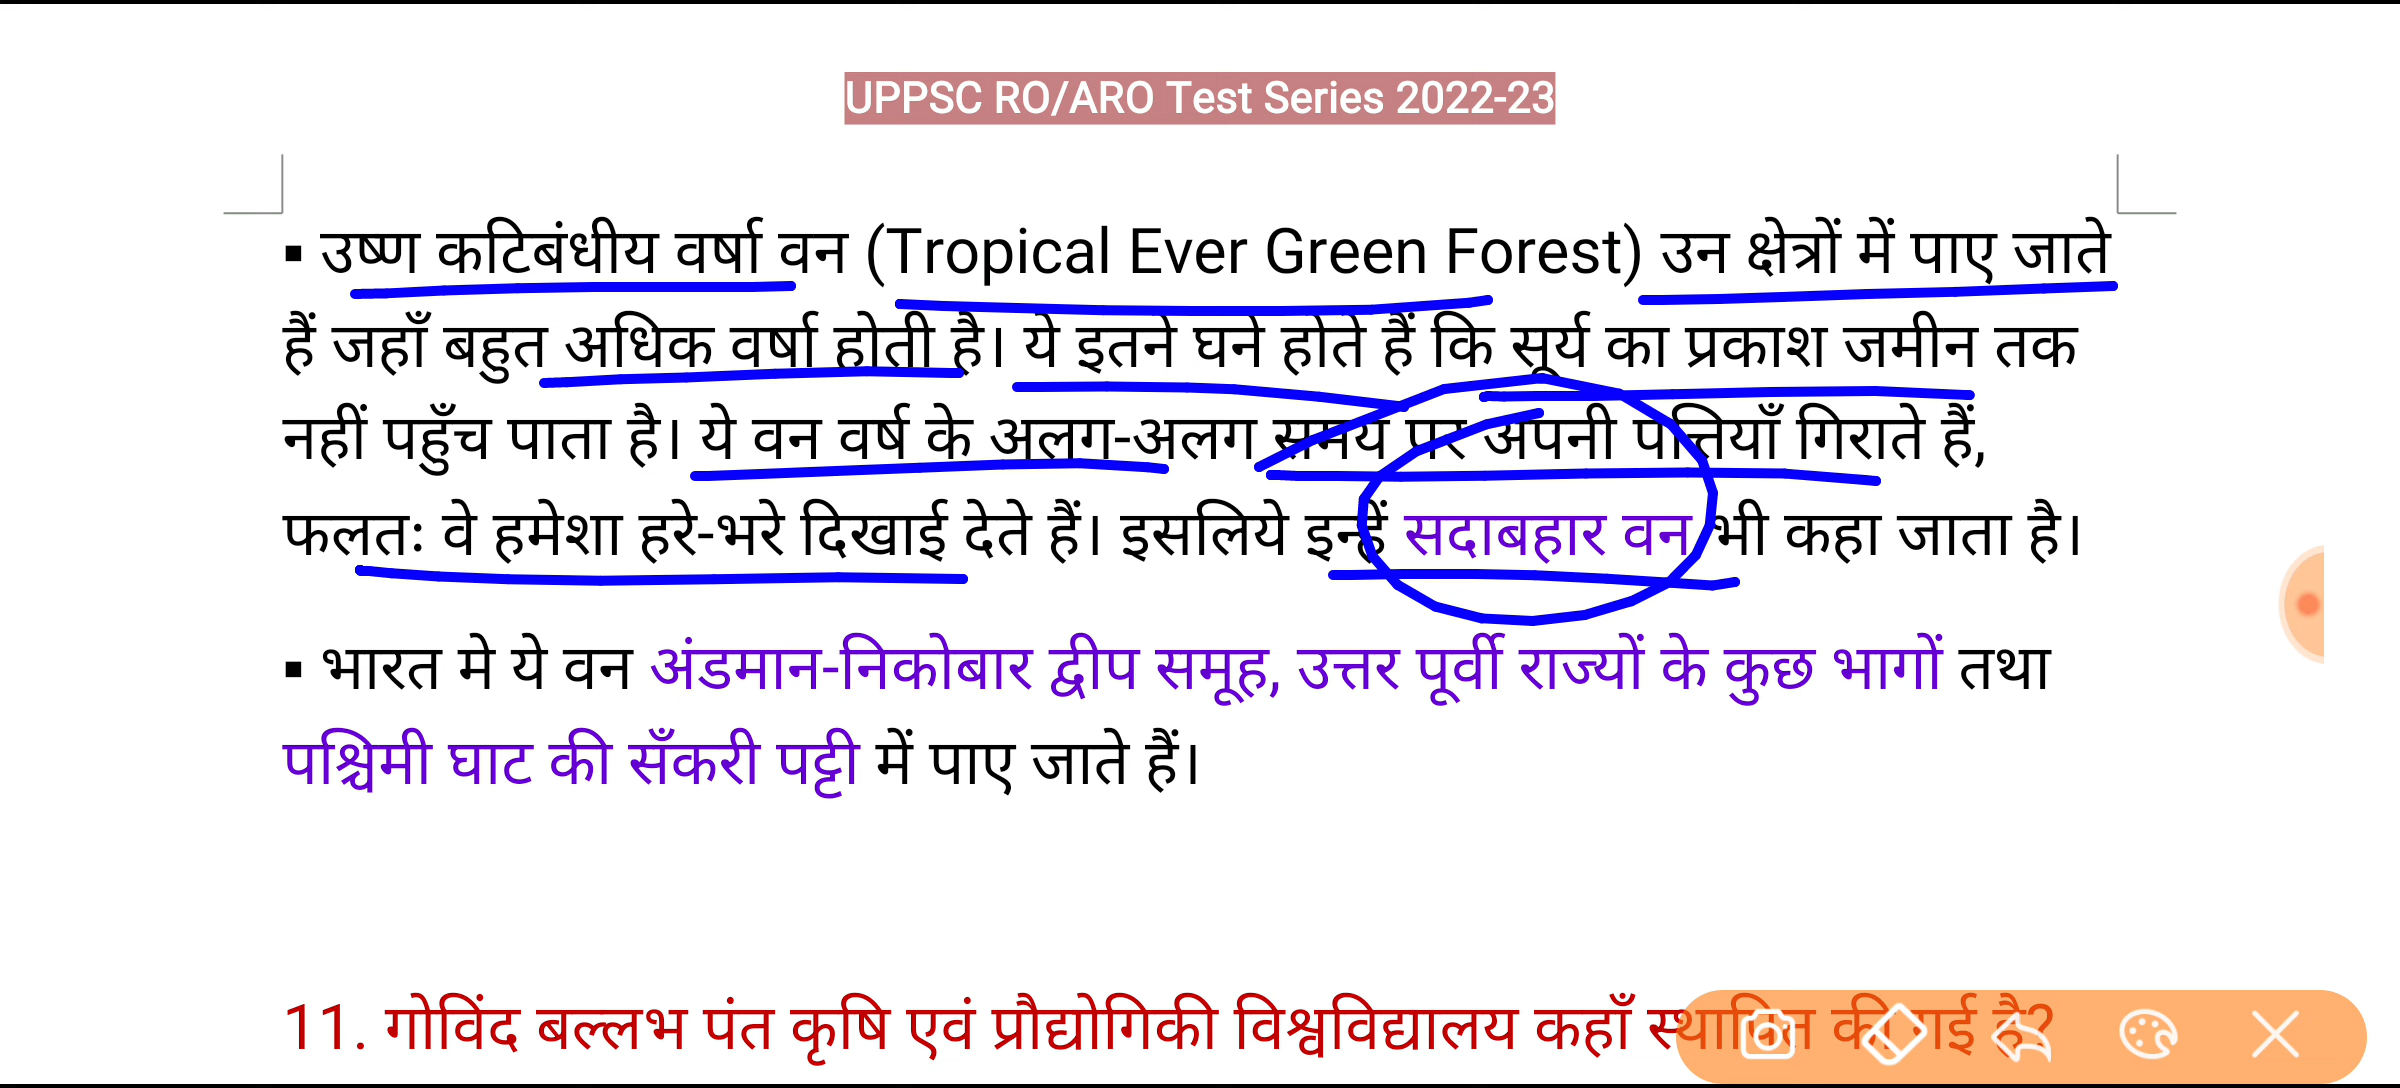 UPPSC RO/ARO Test Series 2022-23
▪ उष्ण कटिबंधीय वर्षा वन (Tropical Ever Green Forest) उन क्षेत्रों में पाए जाते
हैं जहाँ बहुत अधिक वर्षा होती है। ये इतने घने होते हैं कि सूर्य का प्रकाश जमीन तक
नहीं पहुँच पाता है। ये वन वर्ष के अलग-अलग समय पर अपनी पत्तियाँ गिराते हैं,
फलतः वे हमेशा हरे-भरे दिखाई देते हैं। इसलिये इन्हें सदाबहार वन भी कहा जाता है।
▪ भारत मे ये वन अंडमान-निकोबार द्वीप समूह, उत्तर पूर्वी राज्यों के कुछ भागों तथा
पश्चिमी घाट की सँकरी पट्टी में पाए जाते हैं।
11. गोविंद बल्लभ पंत कृषि एवं प्रौद्योगिकी विश्वविद्यालय कहाँ स्थापित की गई है?